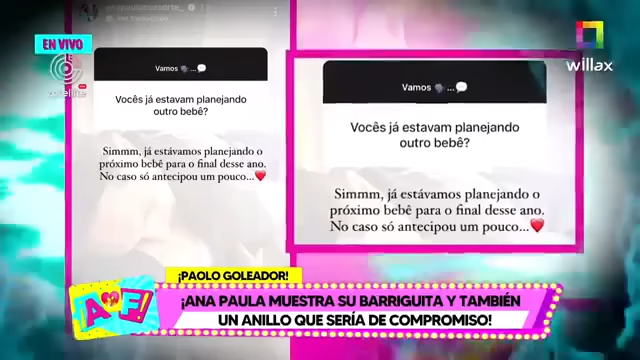 EN VIVO
satélite
willax
Vamos 🗣...💬
Vocês já estavam planejando
outro bebê?
Simmm, já estávamos planejando o
próximo bebê para o final desse ano.
No caso só antecipou um pouco...❤️
Vamos 🗣...💬
Vocês já estavam planejando
outro bebê?
Simmm, já estávamos planejando o
próximo bebê para o final desse ano.
No caso só antecipou um pouco...❤️
¡PAOLO GOLEADOR!
A F!
¡ANA PAULA MUESTRA SU BARRIGUITA Y TAMBIÉN
UN ANILLO QUE SERÍA DE COMPROMISO!